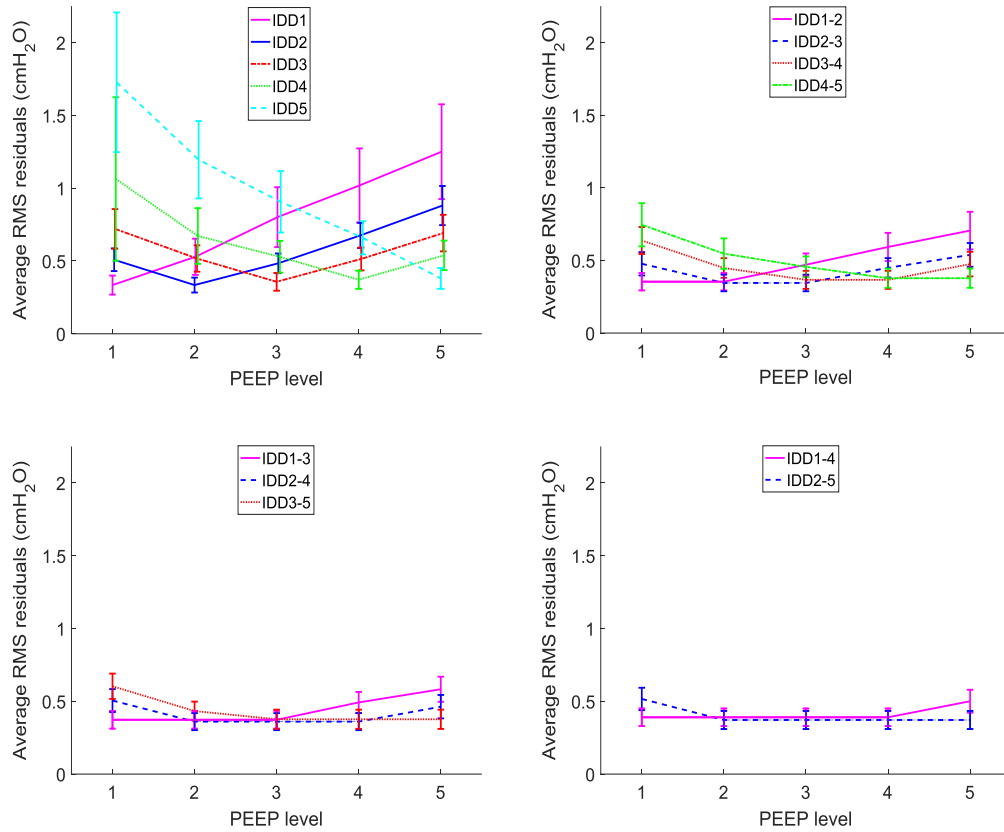 Average RMS residuals (cmH2O)
2
1.5
1
0.5
0
IDD1
IDD2
IDD3
IDD4
IDD5
1 2 3 4 5
PEEP level
Average RMS residuals (cmH2O)
2
1.5
1
0.5
0
IDD1-2
IDD2-3
IDD3-4
IDD4-5
1 2 3 4 5
PEEP level
Average RMS residuals (cmH2O)
2
1.5
1
0.5
0
IDD1-3
IDD2-4
IDD3-5
1 2 3 4 5
PEEP level
Average RMS residuals (cmH2O)
2
1.5
1
0.5
0
IDD1-4
IDD2-5
1 2 3 4 5
PEEP level